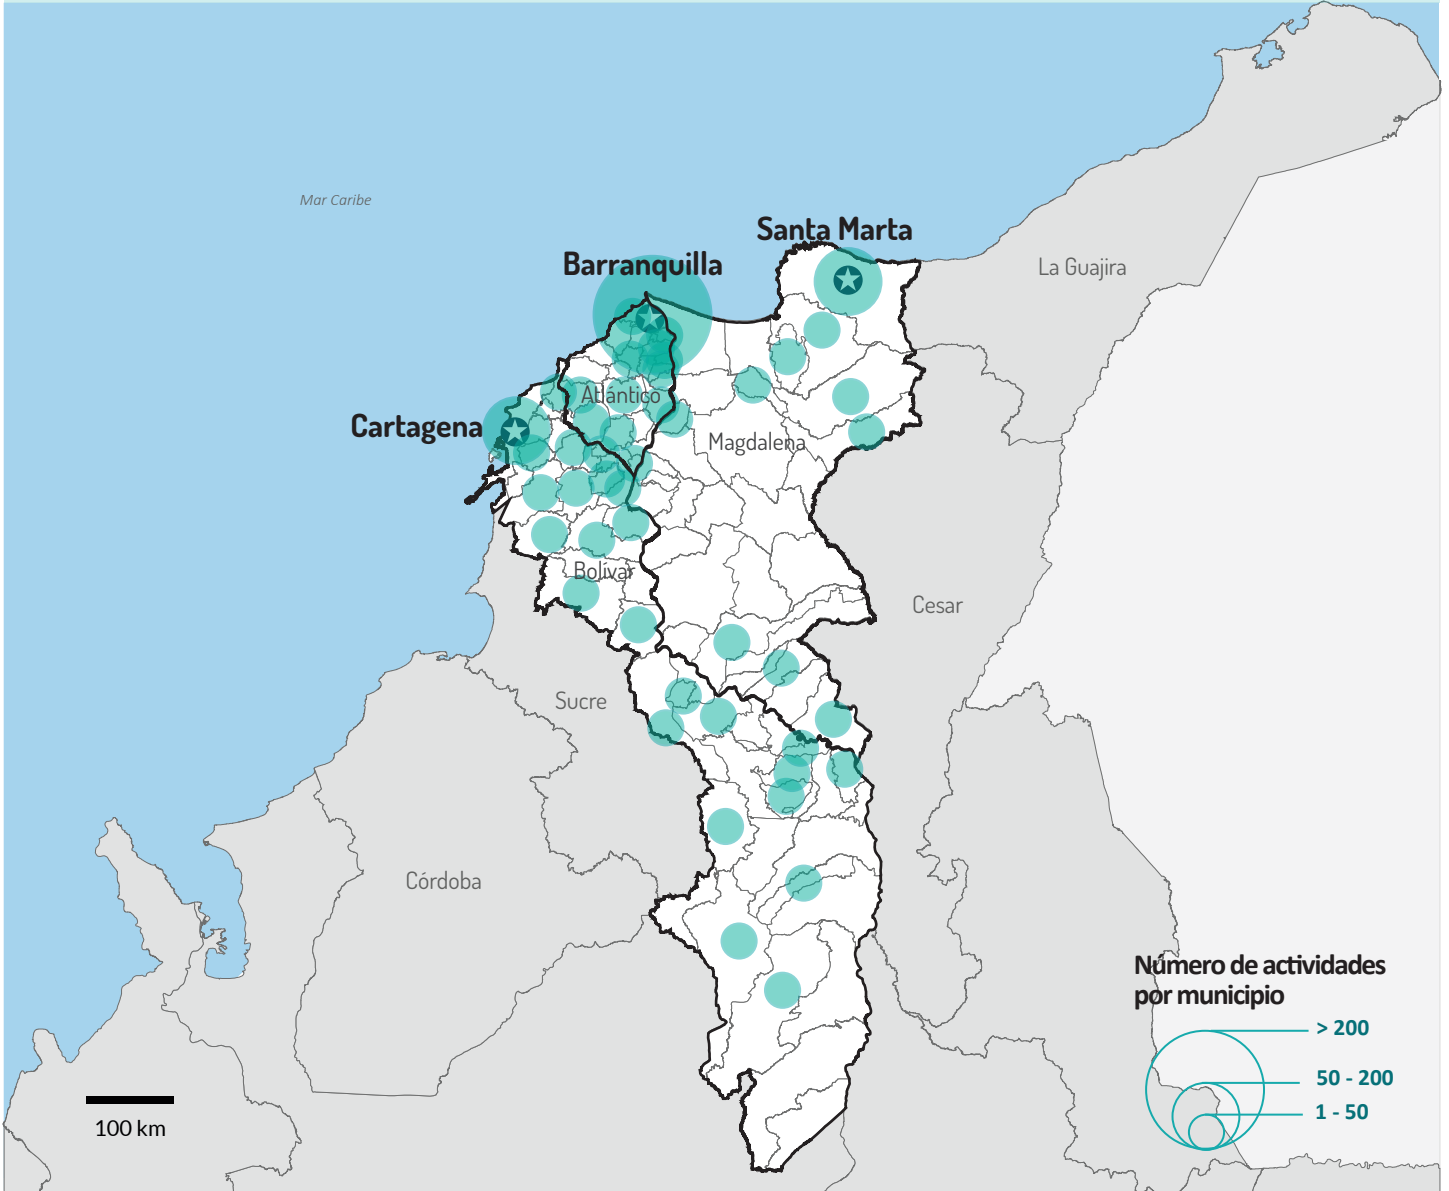 Mar Caribe
Santa Marta
Barranquilla
La Guajira
Atlántico
Cartagena
Magdalena
Bolívar
Cesar
Sucre
Córdoba
Número de actividades
por municipio
> 200
50 - 200
1 - 50
100 km